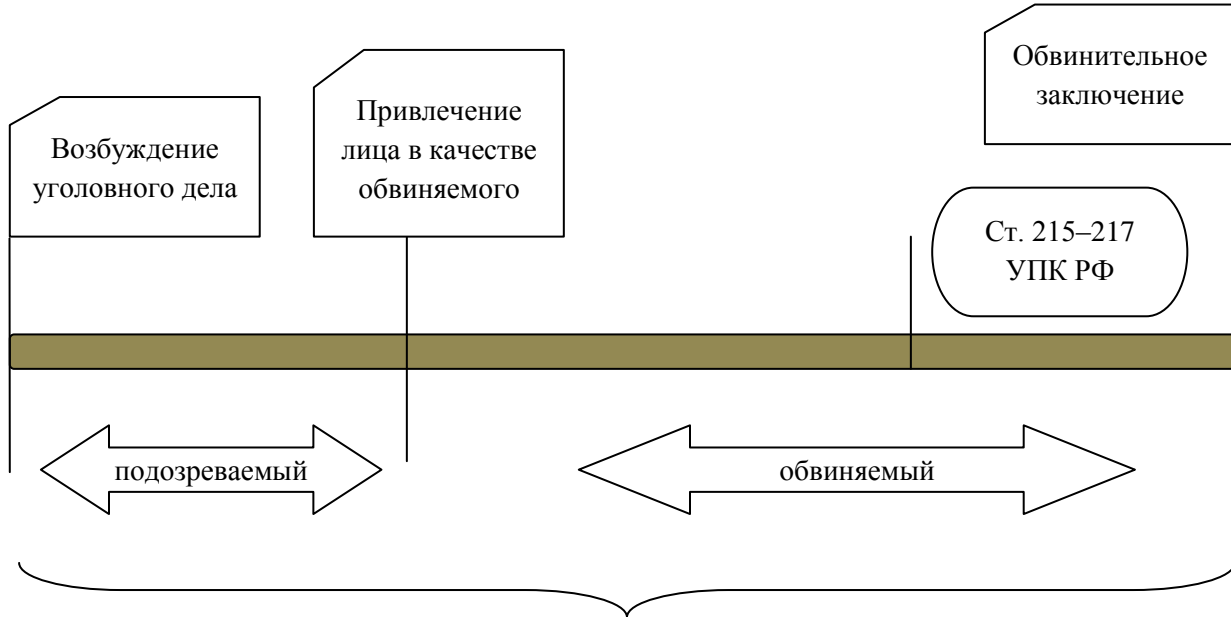 Возбуждение
уголовного дела
Привлечение
лица в качестве
обвиняемого
Обвинительное
заключение
Ст. 215–217
УПК РФ
подозреваемый
обвиняемый